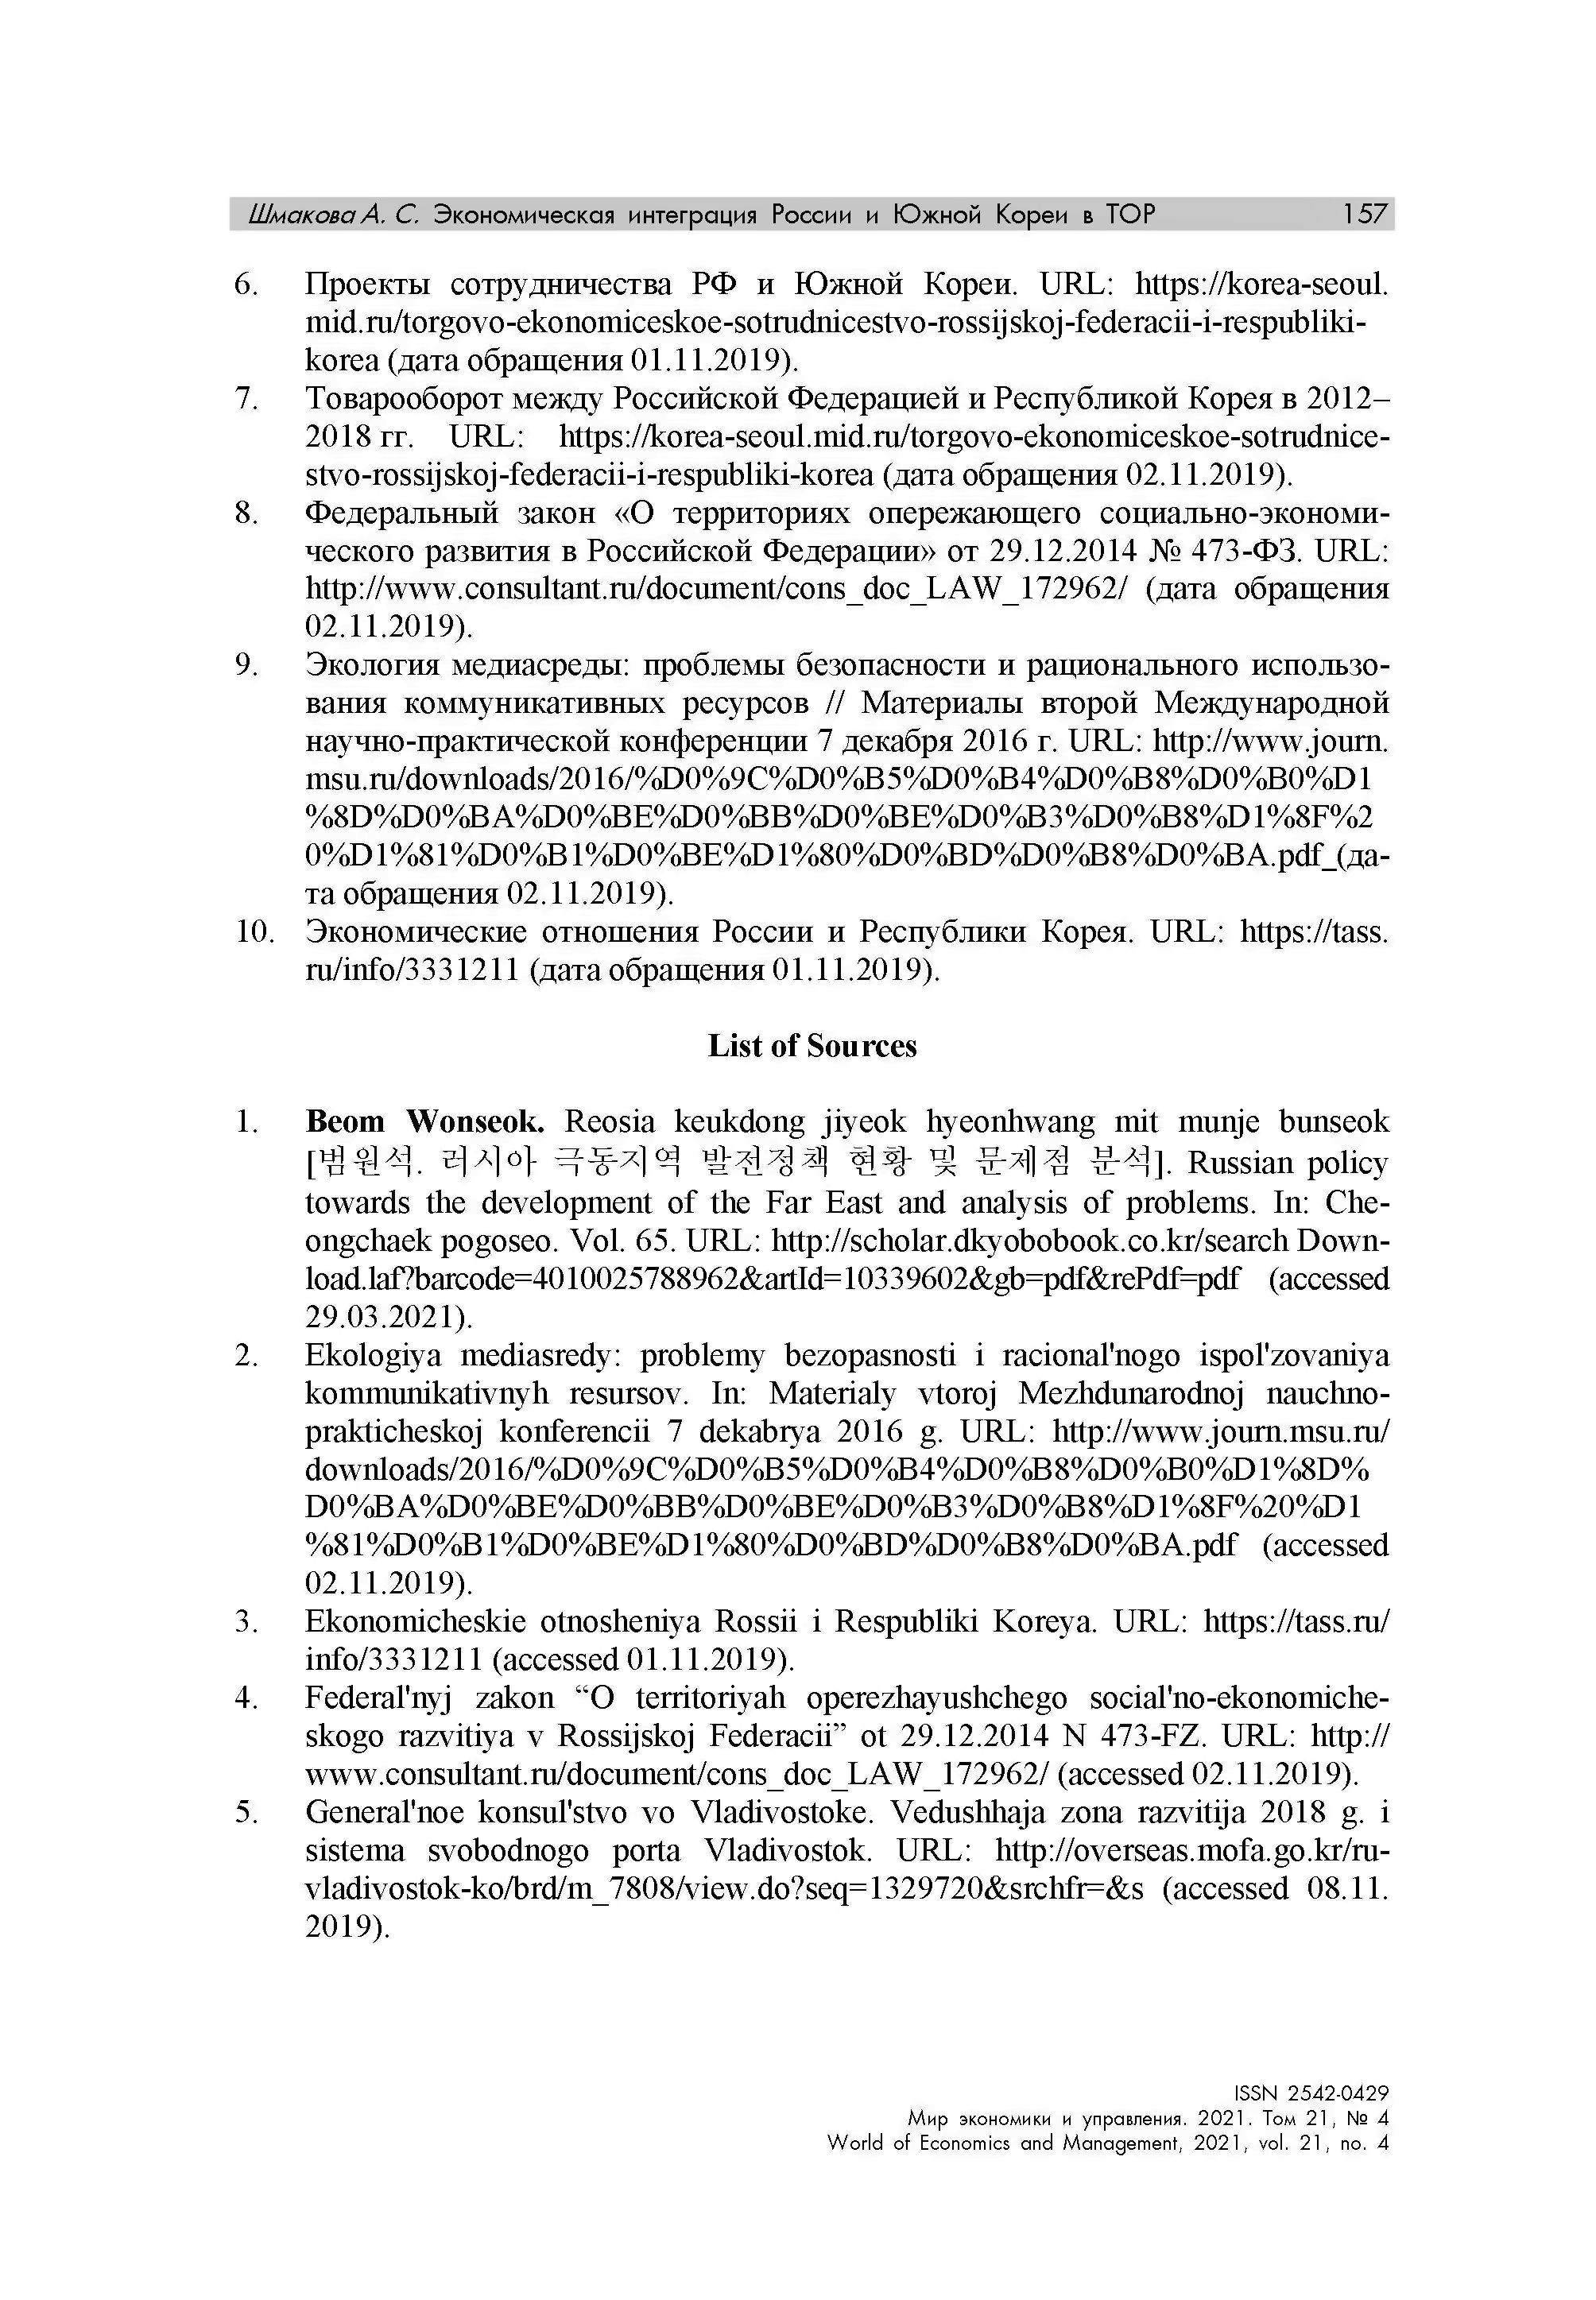 Шмакова А. С. Экономическая интеграция России и Южной Кореи в ТОР 157
6. Проекты сотрудничества РФ и Южной Кореи. URL: https://korea-seoul.
mid.ru/torgovo-ekonomiceskoe-sotrudnicestvo-rossijskoj-federacii-i-respubliki-
korea (дата обращения 01.11.2019).
7. Товарооборот между Российской Федерацией и Республикой Корея в 2012–
2018 гг. URL: https://korea-seoul.mid.ru/torgovo-ekonomiceskoe-sotrudnice-
stvo-rossijskoj-federacii-i-respubliki-korea (дата обращения 02.11.2019).
8. Федеральный закон «О территориях опережающего социально-экономи-
ческого развития в Российской Федерации» от 29.12.2014 № 473-ФЗ. URL:
http://www.consultant.ru/document/cons_doc_LAW_172962/ (дата обращения
02.11.2019).
9. Экология медиасреды: проблемы безопасности и рационального использо-
вания коммуникативных ресурсов // Материалы второй Международной
научно-практической конференции 7 декабря 2016 г. URL: http://www.journ.
msu.ru/downloads/2016/%D0%9C%D0%B5%D0%B4%D0%B8%D0%B0%D1
%8D%D0%BA%D0%BE%D0%BB%D0%BE%D0%B3%D0%B8%D1%8F%2
0%D1%81%D0%B1%D0%BE%D1%80%D0%BD%D0%B8%D0%BA.pdf_(да-
та обращения 02.11.2019).
10. Экономические отношения России и Республики Корея. URL: https://tass.
ru/info/3331211 (дата обращения 01.11.2019).
List of Sources
1. Beom Wonseok. Reosia keukdong jiyeok hyeonhwang mit munje bunseok
[범원석. 러시아 극동지역 발전정책 현황 및 문제점 분석]. Russian policy
towards the development of the Far East and analysis of problems. In: Che-
ongchaek pogoseo. Vol. 65. URL: http://scholar.dkyobobook.co.kr/search Down-
load.laf?barcode=4010025788962&artId=10339602&gb=pdf&rePdf=pdf (accessed
29.03.2021).
2. Ekologiya mediasredy: problemy bezopasnosti i racional'nogo ispol'zovaniya
kommunikativnyh resursov. In: Materialy vtoroj Mezhdunarodnoj nauchno-
prakticheskoj konferencii 7 dekabrya 2016 g. URL: http://www.journ.msu.ru/
downloads/2016/%D0%9C%D0%B5%D0%B4%D0%B8%D0%B0%D1%8D%
D0%BA%D0%BE%D0%BB%D0%BE%D0%B3%D0%B8%D1%8F%20%D1
%81%D0%B1%D0%BE%D1%80%D0%BD%D0%B8%D0%BA.pdf (accessed
02.11.2019).
3. Ekonomicheskie otnosheniya Rossii i Respubliki Koreya. URL: https://tass.ru/
info/3331211 (accessed 01.11.2019).
4. Federal'nyj zakon “O territoriyah operezhayushchego social'no-ekonomiche-
skogo razvitiya v Rossijskoj Federacii” ot 29.12.2014 N 473-FZ. URL: http://
www.consultant.ru/document/cons_doc_LAW_172962/ (accessed 02.11.2019).
5. General'noe konsul'stvo vo Vladivostoke. Vedushhaja zona razvitija 2018 g. i
sistema svobodnogo porta Vladivostok. URL: http://overseas.mofa.go.kr/ru-
vladivostok-ko/brd/m_7808/view.do?seq=1329720&srchfr=&s (accessed 08.11.
2019).
ISSN 2542-0429
Мир экономики и управления. 2021. Том 21, № 4
World of Economics and Management, 2021, vol. 21, no. 4